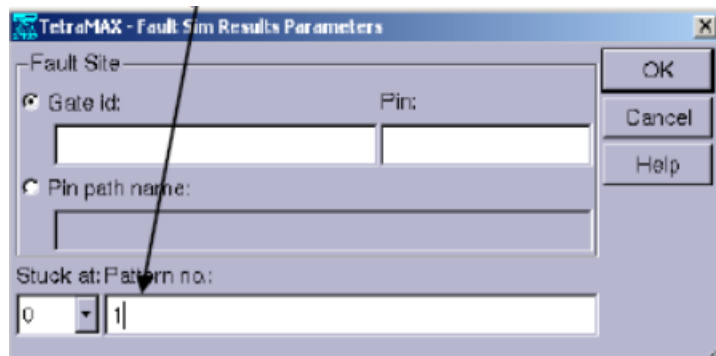 TetraMAX - Fault Sim Results Parameters
Fault Site
Gate id: Pin:
Pin path name:
Stuck at: Pattern no.:
0 1
OK
Cancel
Help